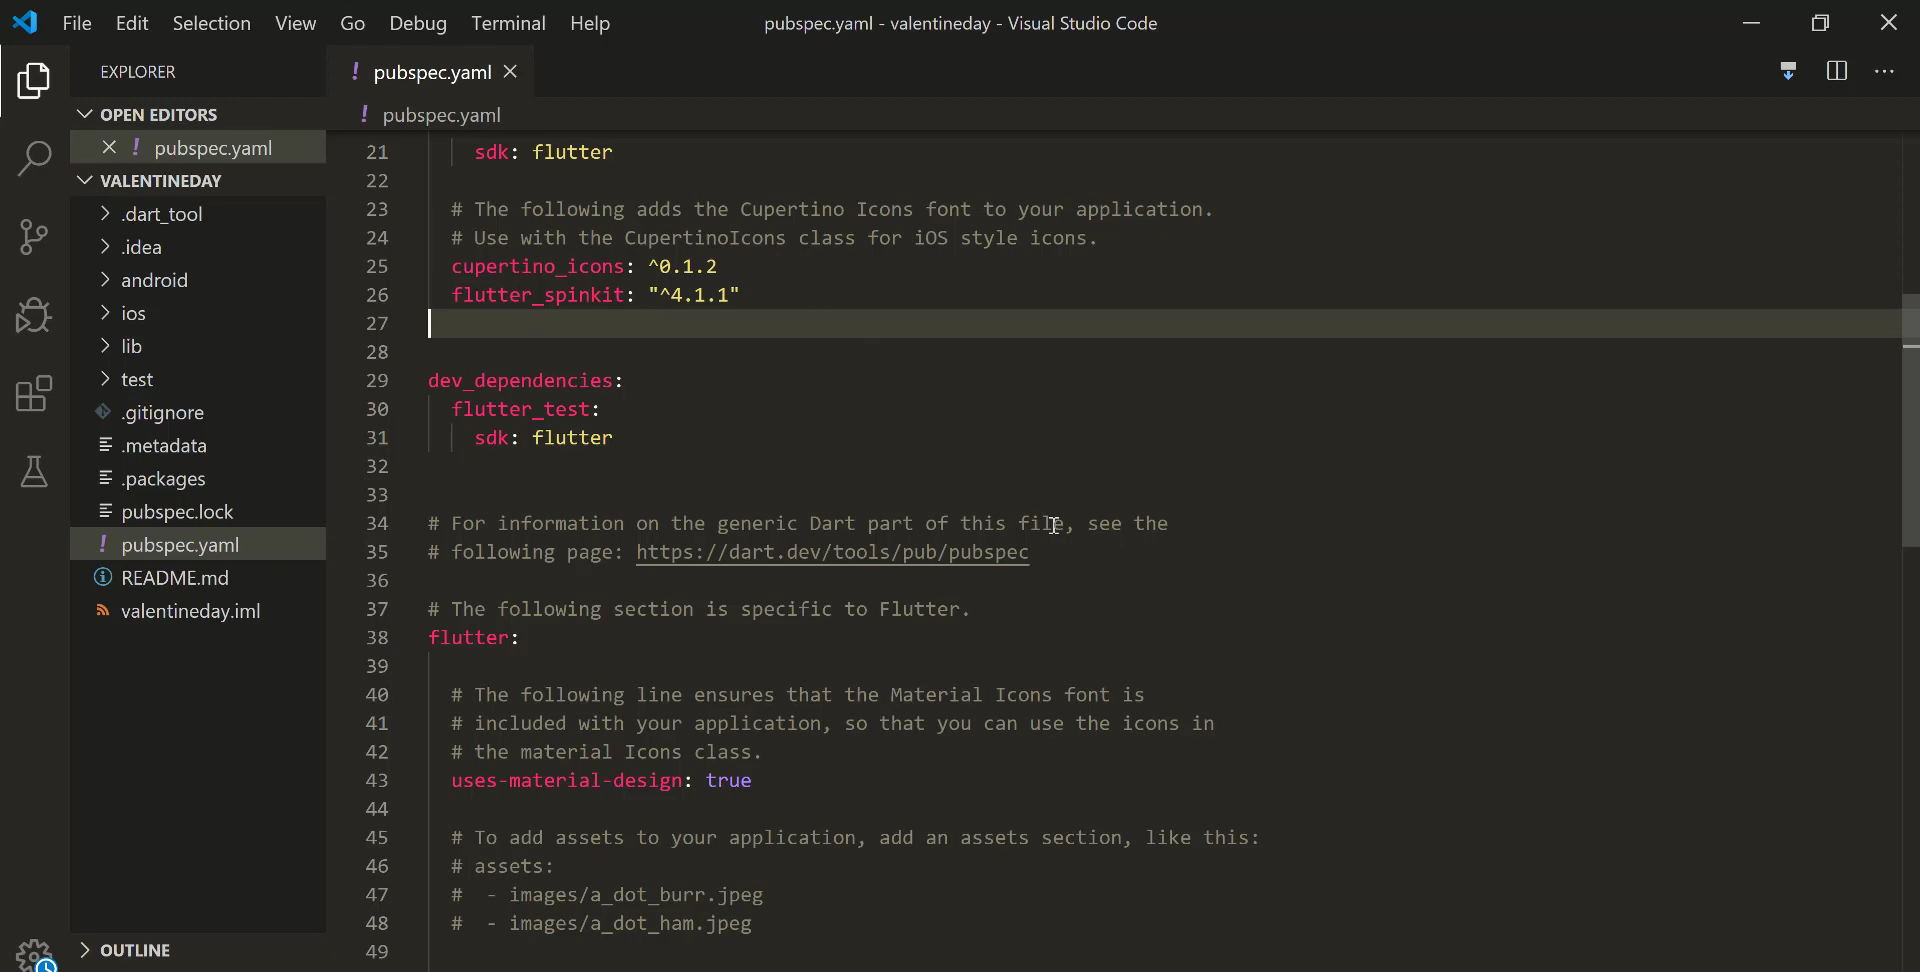 File Edit Selection View Go Debug Terminal Help
pubspec.yaml - valentineday - Visual Studio Code
EXPLORER
OPEN EDITORS
pubspec.yaml
VALENTINEDAY
.dart_tool
.idea
android
ios
lib
test
.gitignore
.metadata
.packages
pubspec.lock
pubspec.yaml
README.md
valentineday.iml
OUTLINE
pubspec.yaml
pubspec.yaml
21 sdk: flutter
22
23 # The following adds the Cupertino Icons font to your application.
24 # Use with the CupertinoIcons class for iOS style icons.
25 cupertino_icons: ^0.1.2
26 flutter_spinkit: "^4.1.1"
27
28
29 dev_dependencies:
30 flutter_test:
31 sdk: flutter
32
33
34 # For information on the generic Dart part of this file, see the
35 # following page: https://dart.dev/tools/pub/pubspec
36
37 # The following section is specific to Flutter.
38 flutter:
39
40 # The following line ensures that the Material Icons font is
41 # included with your application, so that you can use the icons in
42 # the material Icons class.
43 uses-material-design: true
44
45 # To add assets to your application, add an assets section, like this:
46 # assets:
47 # - images/a_dot_burr.jpeg
48 # - images/a_dot_ham.jpeg
49